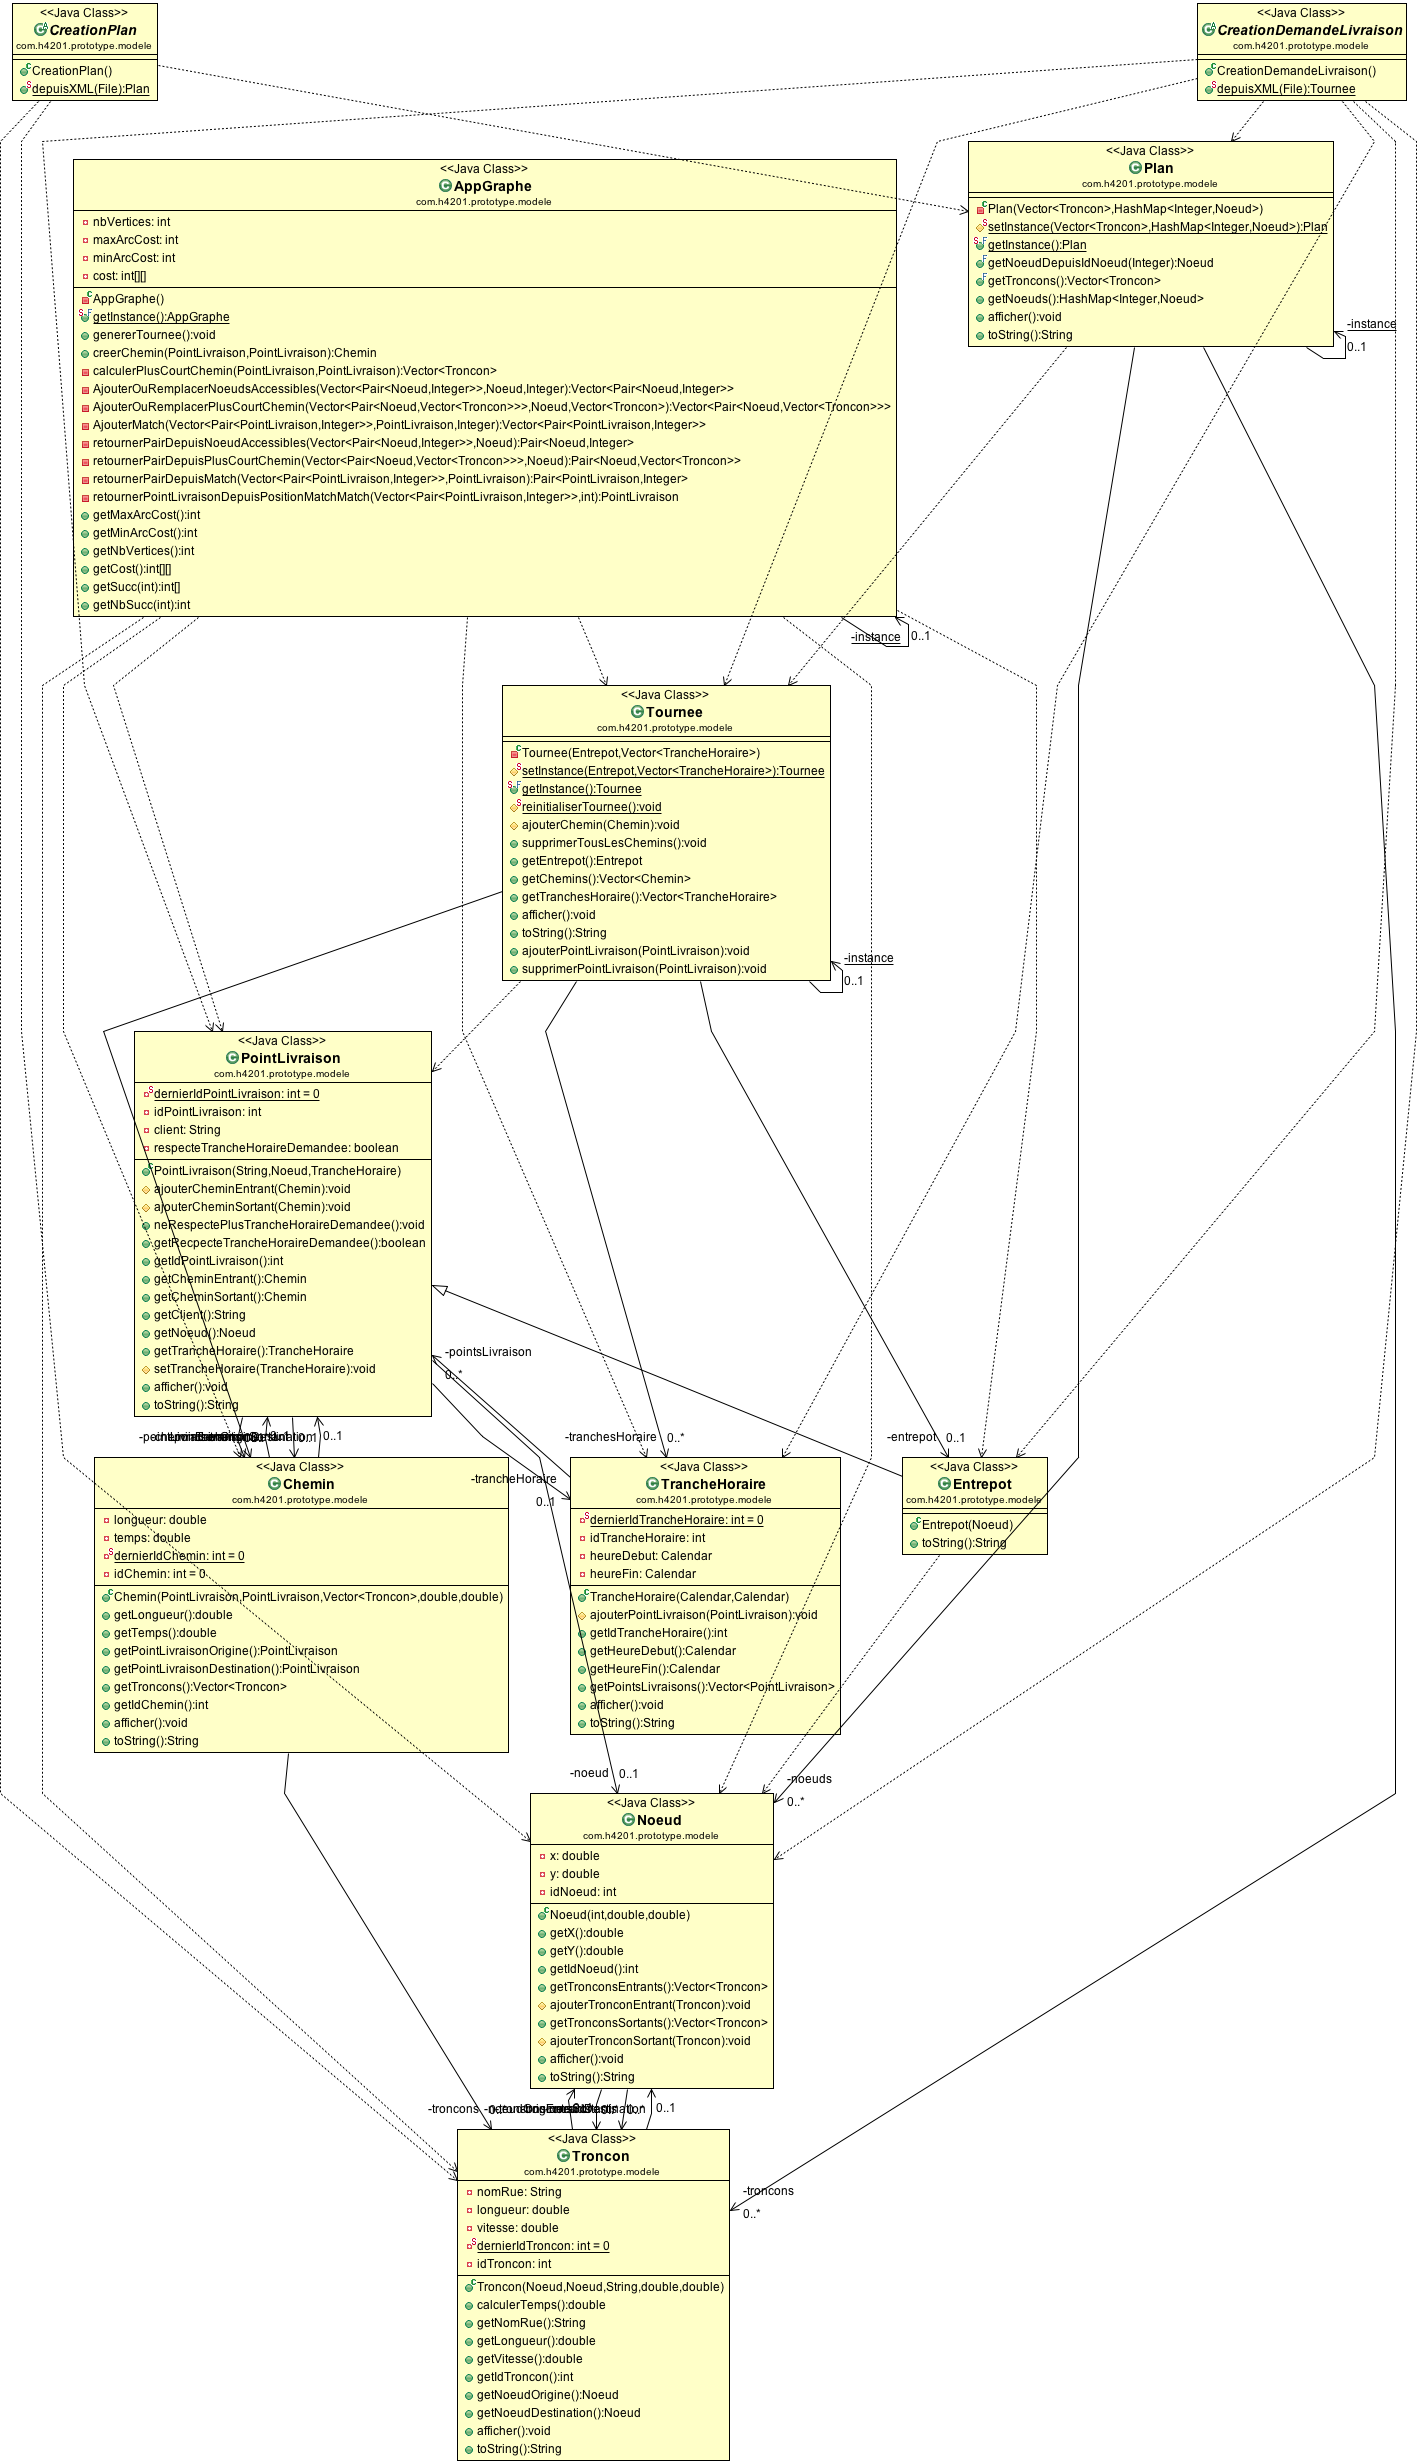 <<Java Class>>
CreationPlan
com.h4201.prototype.modele
CreationPlan()
depuisXML(File):Plan
<<Java Class>>
CreationDemandeLivraison
com.h4201.prototype.modele
CreationDemandeLivraison()
depuisXML(File):Tournee
<<Java Class>>
Plan
com.h4201.prototype.modele
Plan(Vector<Troncon>,HashMap<Integer,Noeud>)
setInstance(Vector<Troncon>,HashMap<Integer,Noeud>):Plan
getInstance():Plan
getNoeudDepuisIdNoeud(Integer):Noeud
getTroncons():Vector<Troncon>
getNoeuds():HashMap<Integer,Noeud>
afficher():void
toString():String
-instance
0..1
<<Java Class>>
AppGraphe
com.h4201.prototype.modele
nbVertices: int
maxArcCost: int
minArcCost: int
cost: int[][]
AppGraphe()
getInstance():AppGraphe
genererTournee():void
creerChemin(PointLivraison,PointLivraison):Chemin
calculerPlusCourtChemin(PointLivraison,PointLivraison):Vector<Troncon>
AjouterOuRemplacerNoeudsAccessibles(Vector<Pair<Noeud,Integer>>,Noeud,Integer):Vector<Pair<Noeud,Integer>>
AjouterOuRemplacerPlusCourtChemin(Vector<Pair<Noeud,Vector<Troncon>>>,Noeud,Vector<Troncon>):Vector<Pair<Noeud,Vector<Troncon>>>
AjouterMatch(Vector<Pair<PointLivraison,Integer>>,PointLivraison,Integer):Vector<Pair<PointLivraison,Integer>>
retournerPairDepuisNoeudAccessibles(Vector<Pair<Noeud,Integer>>,Noeud):Pair<Noeud,Integer>
retournerPairDepuisPlusCourtChemin(Vector<Pair<Noeud,Vector<Troncon>>>,Noeud):Pair<Noeud,Vector<Troncon>>
retournerPairDepuisMatch(Vector<Pair<PointLivraison,Integer>>,PointLivraison):Pair<PointLivraison,Integer>
retournerPointLivraisonDepuisPositionMatchMatch(Vector<Pair<PointLivraison,Integer>>,int):PointLivraison
getMaxArcCost():int
getMinArcCost():int
getNbVertices():int
getCost():int[][]
getSucc(int):int[]
getNbSucc(int):int
-instance
0..1
<<Java Class>>
Tournee
com.h4201.prototype.modele
Tournee(Entrepot,Vector<TrancheHoraire>)
setInstance(Entrepot,Vector<TrancheHoraire>):Tournee
getInstance():Tournee
reinitialiserTournee():void
ajouterChemin(Chemin):void
supprimerTousLesChemins():void
getEntrepot():Entrepot
getChemins():Vector<Chemin>
getTranchesHoraire():Vector<TrancheHoraire>
afficher():void
toString():String
ajouterPointLivraison(PointLivraison):void
supprimerPointLivraison(PointLivraison):void
-instance
0..1
<<Java Class>>
PointLivraison
com.h4201.prototype.modele
dernierIdPointLivraison: int = 0
idPointLivraison: int
client: String
respecteTrancheHoraireDemandee: boolean
PointLivraison(String,Noeud,TrancheHoraire)
ajouterCheminEntrant(Chemin):void
ajouterCheminSortant(Chemin):void
neRespectePlusTrancheHoraireDemandee():void
getRecpecteTrancheHoraireDemandee():boolean
getIdPointLivraison():int
getCheminEntrant():Chemin
getCheminSortant():Chemin
getClient():String
getNoeud():Noeud
getTrancheHoraire():TrancheHoraire
setTrancheHoraire(TrancheHoraire):void
afficher():void
toString():String
-pointsLivraison
0..*
0..1
-tranchesHoraire
0..*
-entrepot
0..1
-trancheHoraire
0..1
<<Java Class>>
Chemin
com.h4201.prototype.modele
longueur: double
temps: double
dernierIdChemin: int = 0
idChemin: int = 0
Chemin(PointLivraison,PointLivraison,Vector<Troncon>,double,double)
getLongueur():double
getTemps():double
getPointLivraisonOrigine():PointLivraison
getPointLivraisonDestination():PointLivraison
getTroncons():Vector<Troncon>
getIdChemin():int
afficher():void
toString():String
<<Java Class>>
TrancheHoraire
com.h4201.prototype.modele
dernierIdTrancheHoraire: int = 0
idTrancheHoraire: int
heureDebut: Calendar
heureFin: Calendar
TrancheHoraire(Calendar,Calendar)
ajouterPointLivraison(PointLivraison):void
getIdTrancheHoraire():int
getHeureDebut():Calendar
getHeureFin():Calendar
getPointsLivraisons():Vector<PointLivraison>
afficher():void
toString():String
<<Java Class>>
Entrepot
com.h4201.prototype.modele
Entrepot(Noeud)
toString():String
-noeud
0..1
-noeuds
0..*
<<Java Class>>
Noeud
com.h4201.prototype.modele
x: double
y: double
idNoeud: int
Noeud(int,double,double)
getX():double
getY():double
getIdNoeud():int
getTronconsEntrants():Vector<Troncon>
ajouterTronconEntrant(Troncon):void
getTronconsSortants():Vector<Troncon>
ajouterTronconSortant(Troncon):void
afficher():void
toString():String
-troncons
0..1
<<Java Class>>
Troncon
com.h4201.prototype.modele
nomRue: String
longueur: double
vitesse: double
dernierIdTroncon: int = 0
idTroncon: int
Troncon(Noeud,Noeud,String,double,double)
calculerTemps():double
getNomRue():String
getLongueur():double
getVitesse():double
getIdTroncon():int
getNoeudOrigine():Noeud
getNoeudDestination():Noeud
afficher():void
toString():String
-troncons
0..*